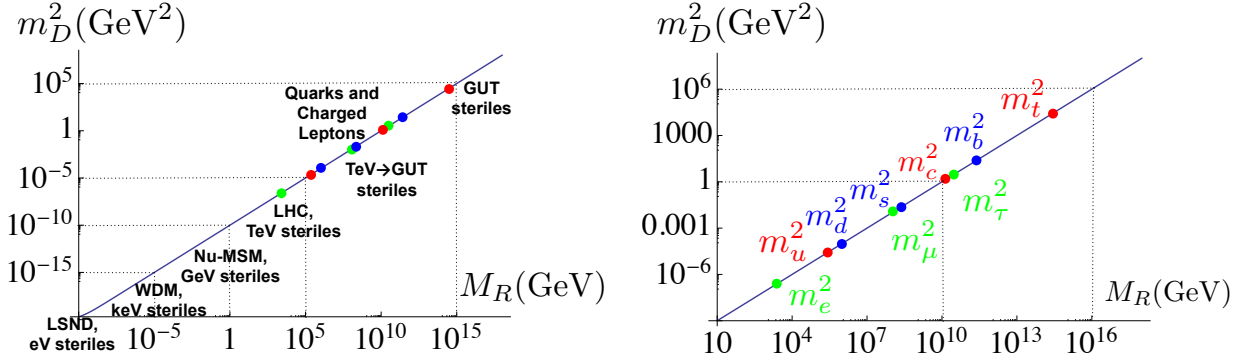 m_D^2(GeV^2)
10^5
1
10^-5
10^-10
10^-15
Quarks and
Charged
Leptons
GUT
steriles
TeV→GUT
steriles
LHC,
TeV steriles
Nu-MSM,
GeV steriles
WDM,
keV steriles
LSND,
eV steriles
M_R(GeV)
10^-5 1 10^5 10^10 10^15
m_D^2(GeV^2)
10^6
1000
1
0.001
10^-6
m_t^2
m_b^2
m_c^2
m_τ^2
m_s^2
m_μ^2
m_d^2
m_u^2
m_e^2
M_R(GeV)
10 10^4 10^7 10^10 10^13 10^16